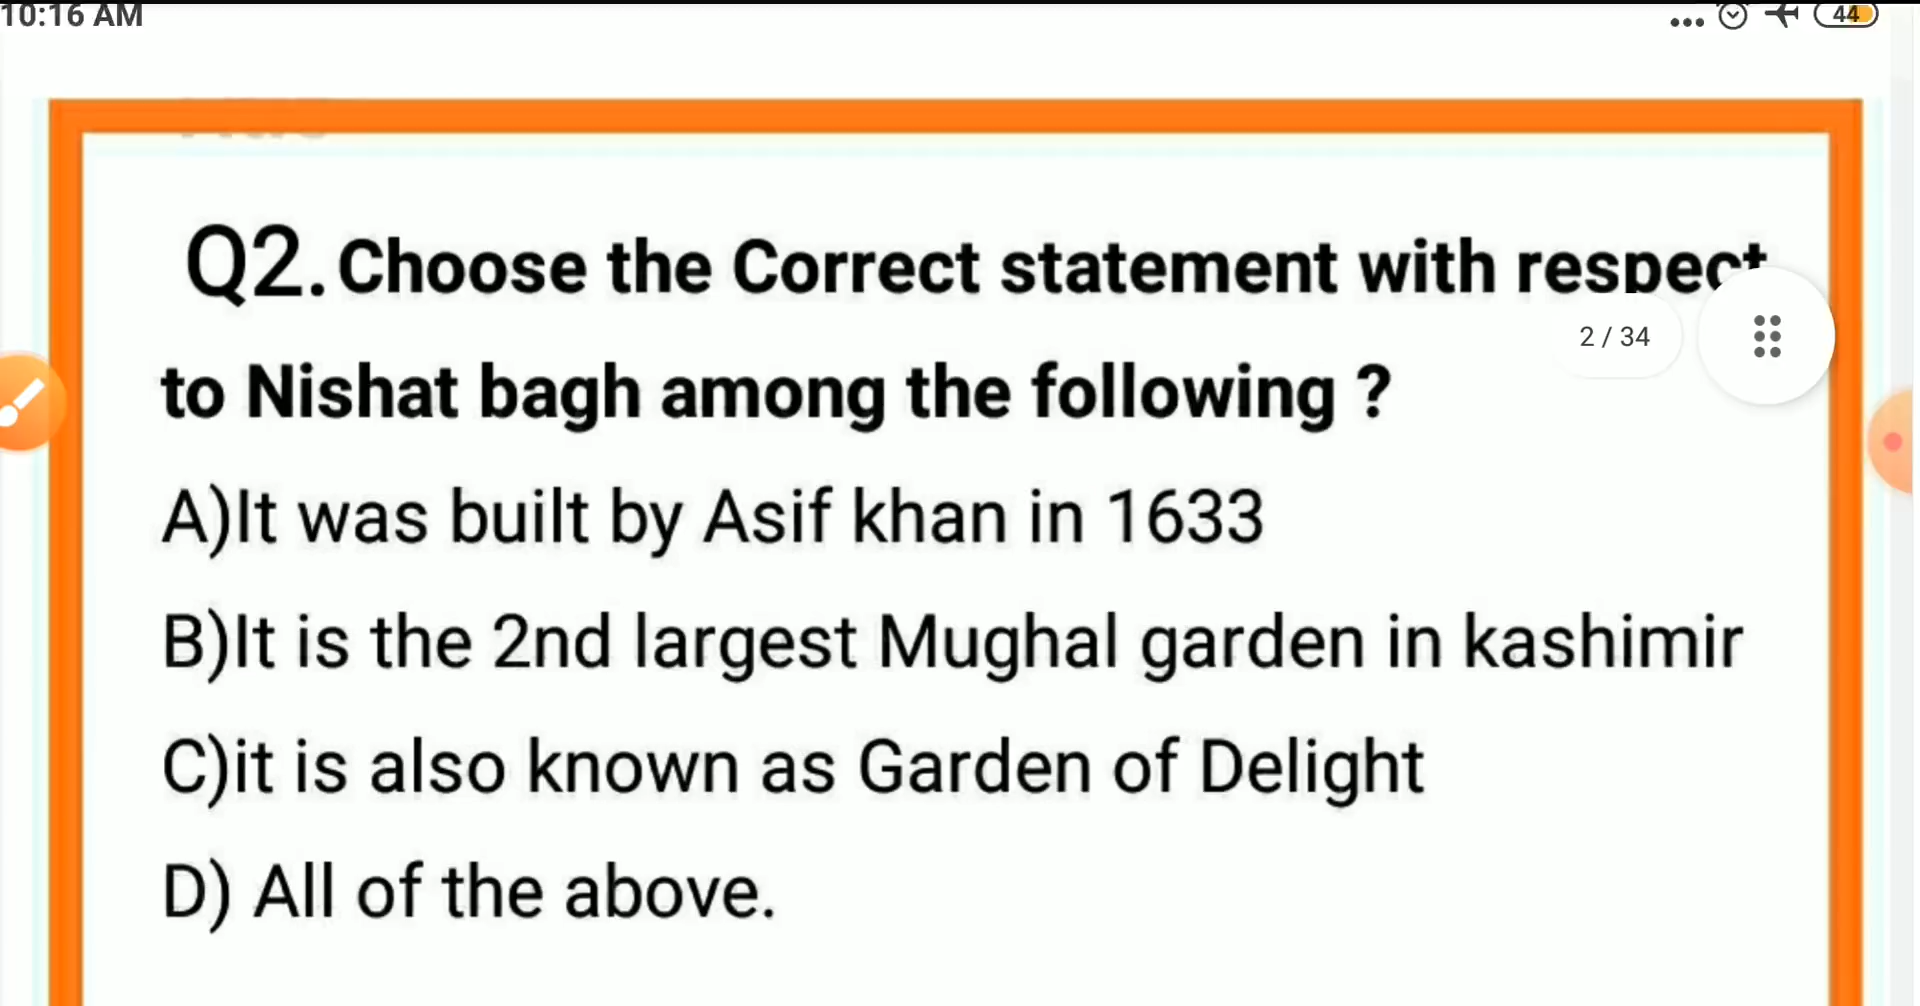 10:16 AM
44
Q2. Choose the Correct statement with respect
2 / 34
to Nishat bagh among the following ?
A)It was built by Asif khan in 1633
B)It is the 2nd largest Mughal garden in kashimir
C)it is also known as Garden of Delight
D) All of the above.